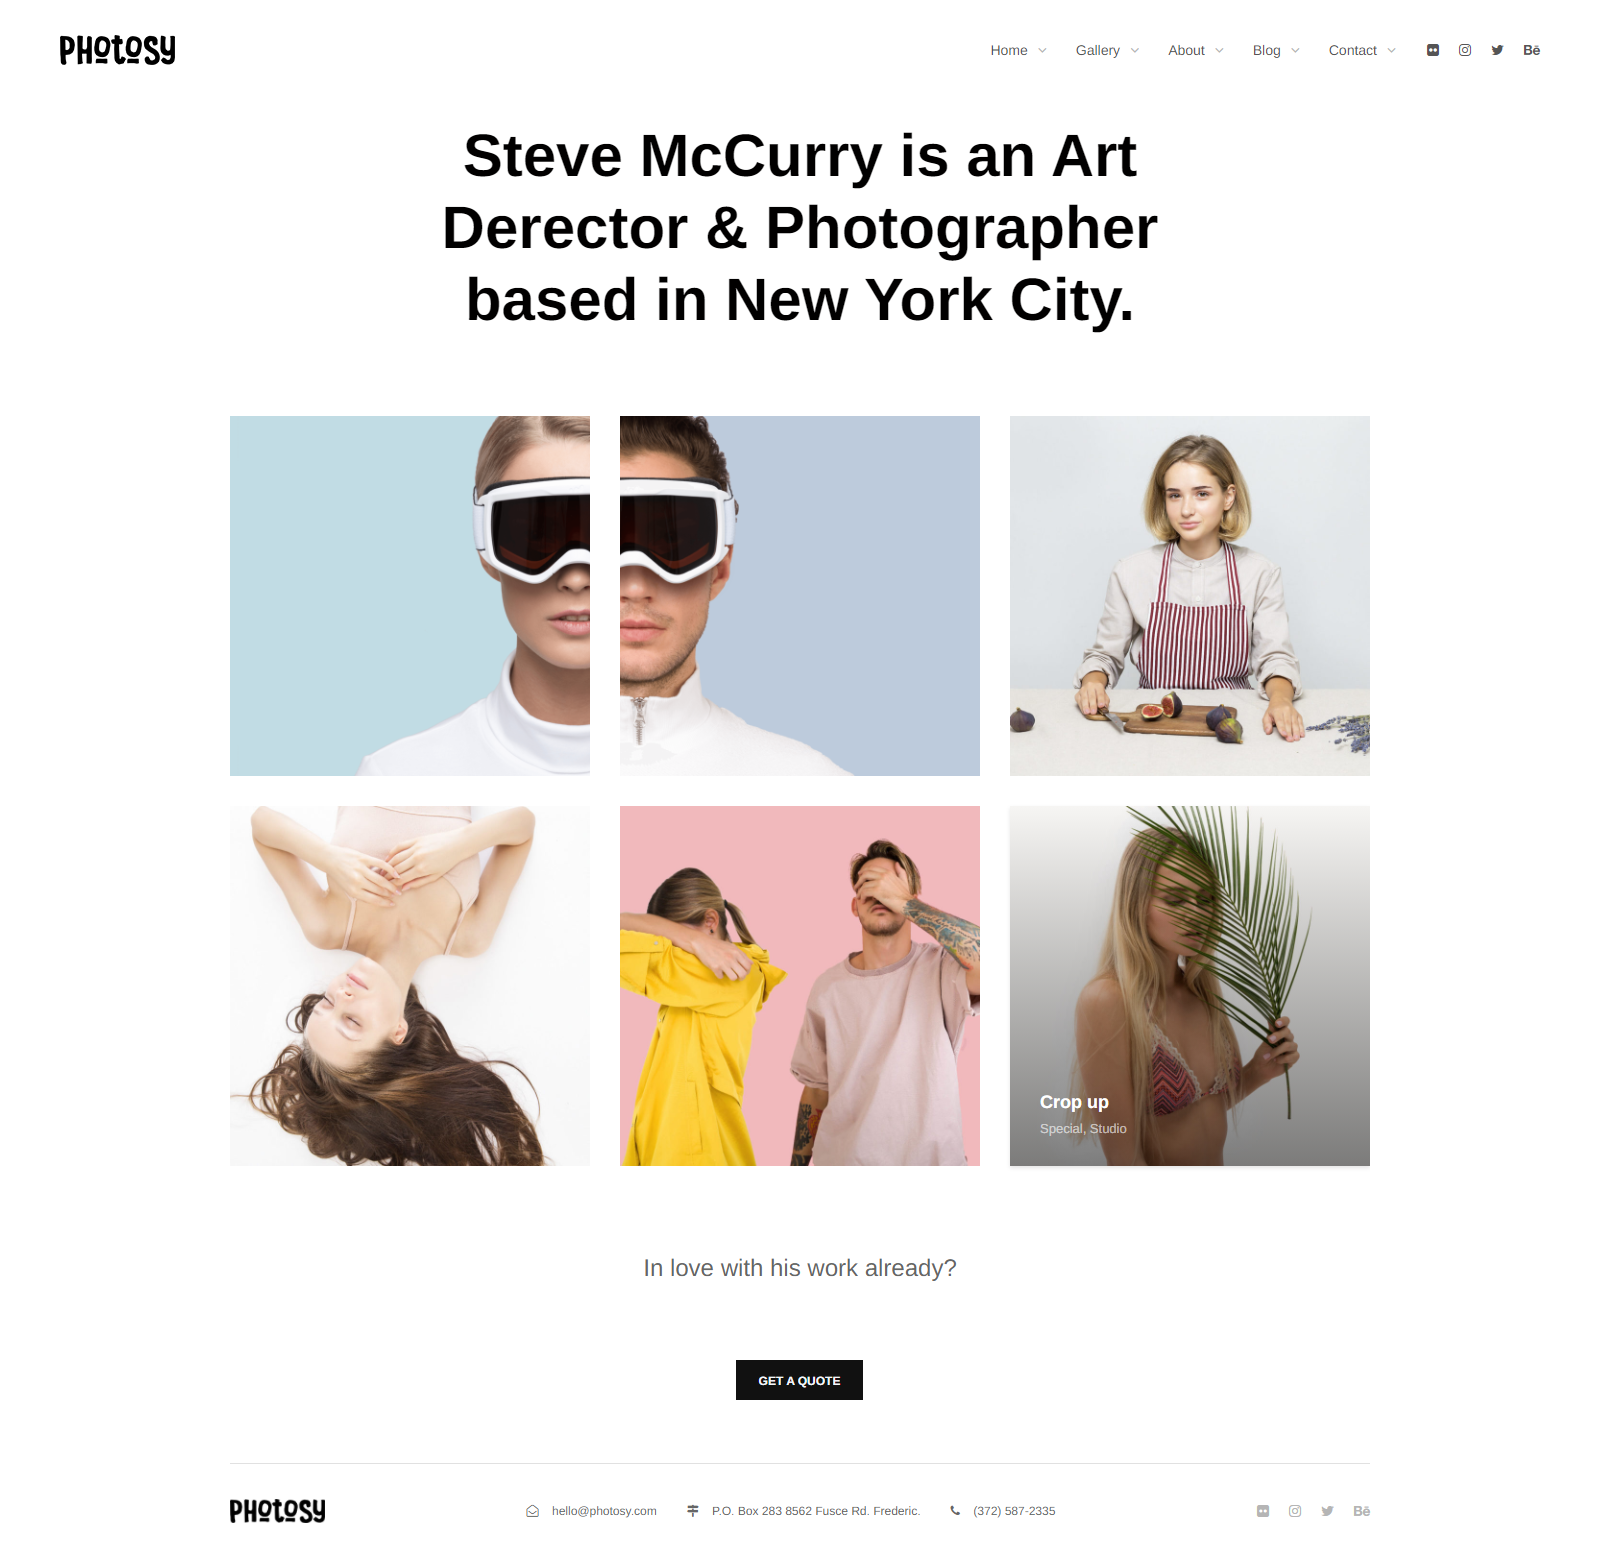 PHOTOSY
Home Gallery About Blog Contact Bē
Steve McCurry is an Art
Derector & Photographer
based in New York City.
Crop up
Special, Studio
In love with his work already?
GET A QUOTE
PHOTOSY hello@photosy.com P.O. Box 283 8562 Fusce Rd. Frederic. (372) 587-2335 Bē